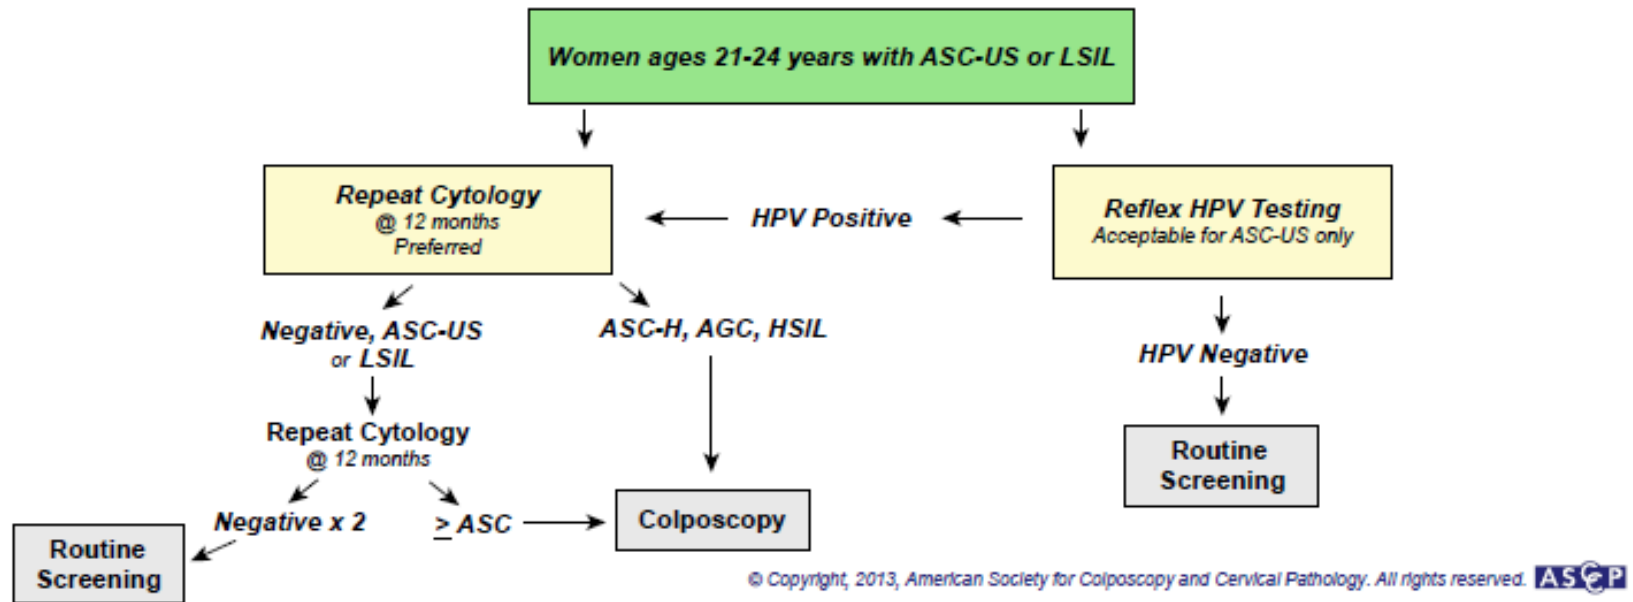 Women ages 21-24 years with ASC-US or LSIL
Repeat Cytology
@ 12 months
Preferred
HPV Positive
Reflex HPV Testing
Acceptable for ASC-US only
Negative, ASC-US
or LSIL
ASC-H, AGC, HSIL
HPV Negative
Repeat Cytology
@ 12 months
Routine
Screening
Negative x 2
≥ ASC
Colposcopy
Routine
Screening
© Copyright, 2013, American Society for Colposcopy and Cervical Pathology. All rights reserved.
ASCCP